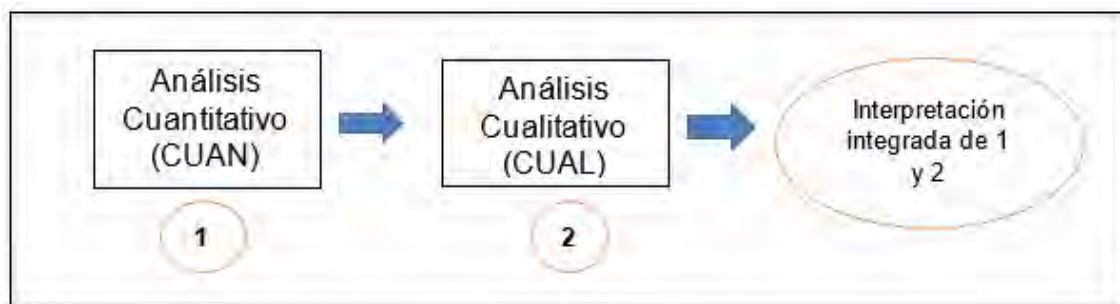 Análisis
Cuantitativo
(CUAN)
1
Análisis
Cualitativo
(CUAL)
2
Interpretación
integrada de 1
y 2